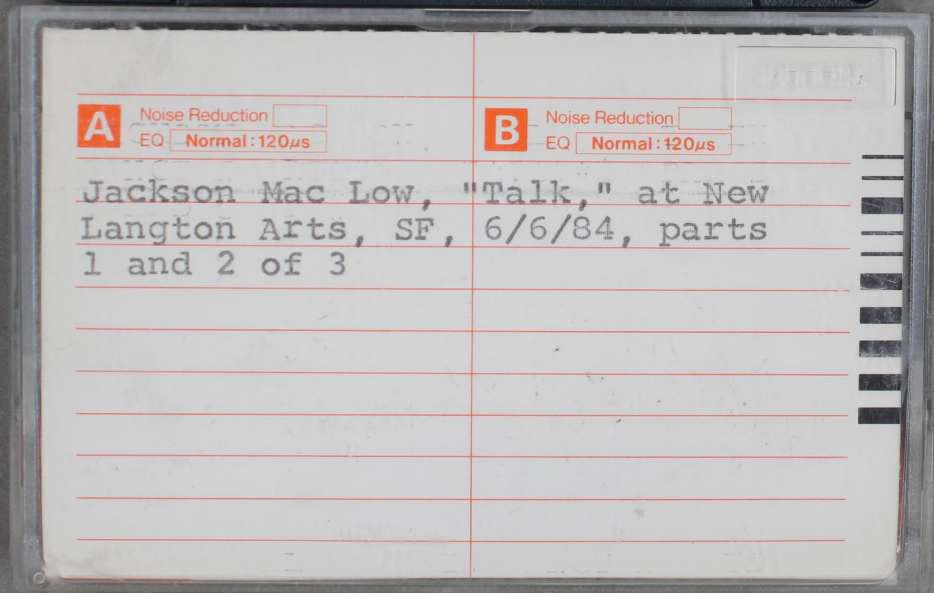 A Noise Reduction
EQ Normal:120μs
B Noise Reduction
EQ Normal:120μs
Jackson Mac Low, "Talk," at New
Langton Arts, SF, 6/6/84, parts
1 and 2 of 3